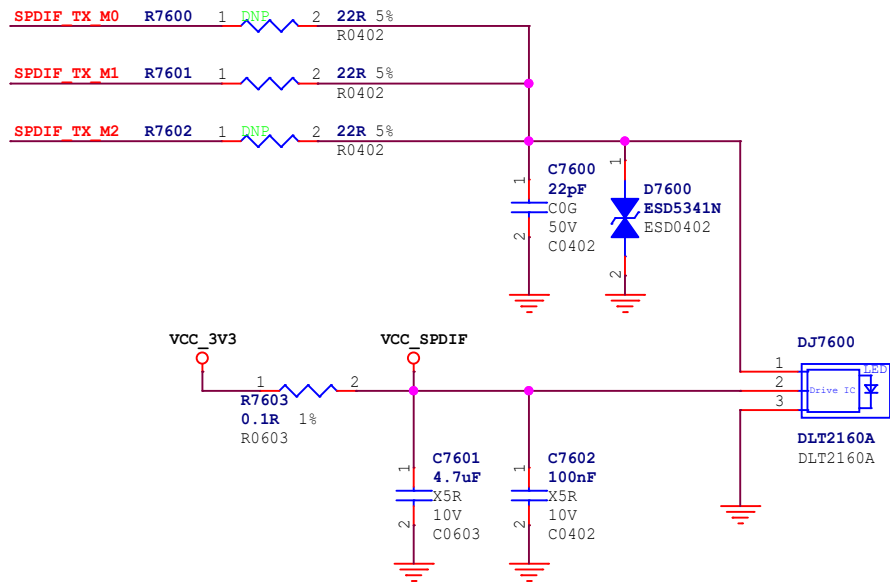 SPDIF_TX_M0 R7600 1 DNP 2 22R 5%
R0402
SPDIF_TX_M1 R7601 1 2 22R 5%
R0402
SPDIF_TX_M2 R7602 1 DNP 2 22R 5%
R0402
C7600
22pF
C0G
50V
C0402
1
2
D7600
ESD5341N
ESD0402
1
2
VCC_3V3
VCC_SPDIF
1 2
R7603
0.1R 1%
R0603
C7601
4.7uF
X5R
10V
C0603
1
2
C7602
100nF
X5R
10V
C0402
1
2
DJ7600
1
2
3
LED
Drive IC
DLT2160A
DLT2160A